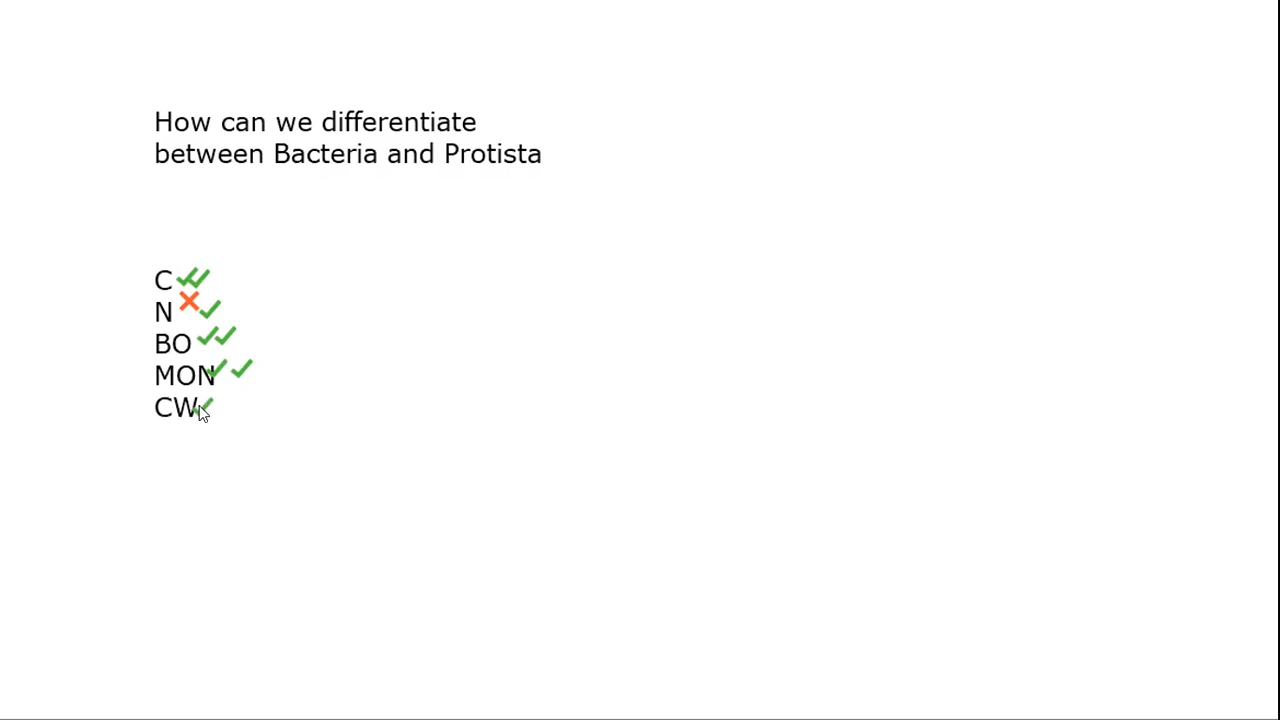 How can we differentiate
between Bacteria and Protista
C
N
BO
MON
CW